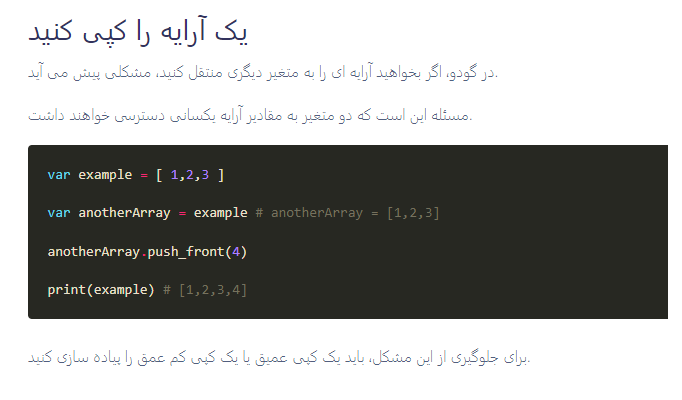 یک آرایه را کپی کنید
در گودو، اگر بخواهید آرایه ای را به متغیر دیگری منتقل کنید، مشکلی پیش می آید.
مسئله این است که دو متغیر به مقادیر آرایه یکسانی دسترسی خواهند داشت.
var example = [ 1,2,3 ]
var anotherArray = example # anotherArray = [1,2,3]
anotherArray.push_front(4)
print(example) # [1,2,3,4]
برای جلوگیری از این مشکل، باید یک کپی عمیق یا یک کپی کم عمق را پیاده سازی کنید.